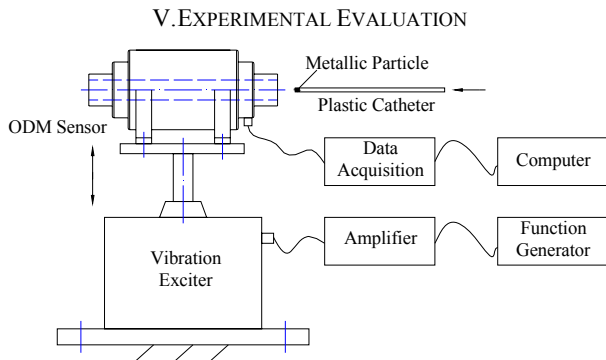 V.EXPERIMENTAL EVALUATION
Metallic Particle
Plastic Catheter
ODM Sensor
Data
Acquisition
Computer
Vibration
Exciter
Amplifier
Function
Generator